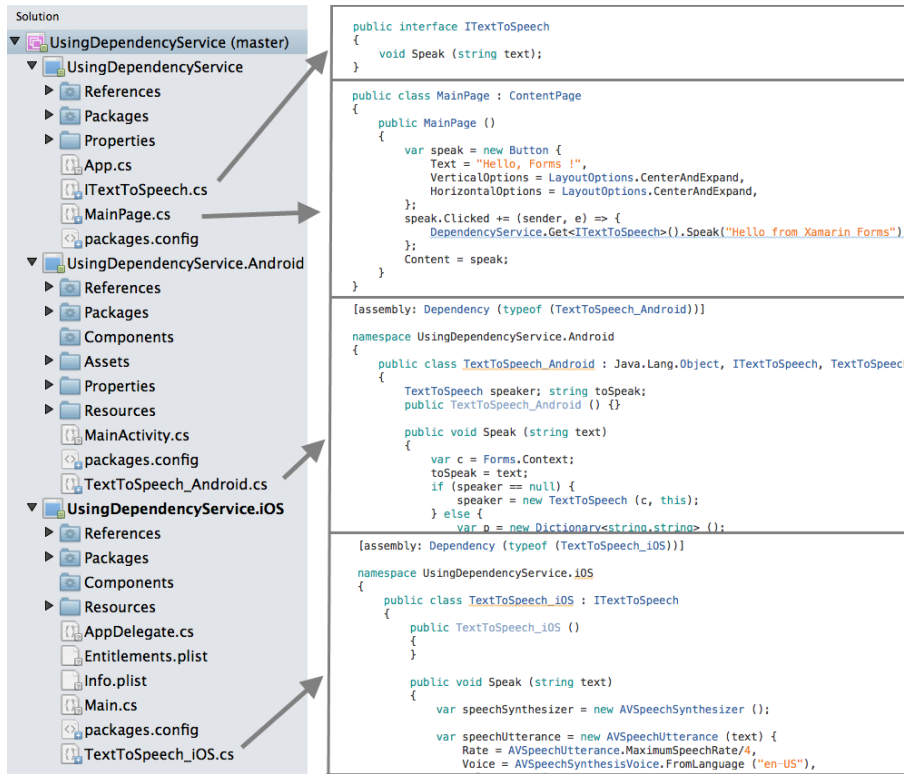 Solution
UsingDependencyService (master)
UsingDependencyService
References
Packages
Properties
App.cs
ITextToSpeech.cs
MainPage.cs
packages.config
UsingDependencyService.Android
References
Packages
Components
Assets
Properties
Resources
MainActivity.cs
packages.config
TextToSpeech_Android.cs
UsingDependencyService.iOS
References
Packages
Components
Resources
AppDelegate.cs
Entitlements.plist
Info.plist
Main.cs
packages.config
TextToSpeech_iOS.cs
public interface ITextToSpeech
{
void Speak (string text);
}
public class MainPage : ContentPage
{
public MainPage ()
{
var speak = new Button {
Text = "Hello, Forms !",
VerticalOptions = LayoutOptions.CenterAndExpand,
HorizontalOptions = LayoutOptions.CenterAndExpand,
};
speak.Clicked += (sender, e) => {
DependencyService.Get<ITextToSpeech>().Speak("Hello from Xamarin Forms")
};
Content = speak;
}
}
[assembly: Dependency (typeof (TextToSpeech_Android))]
namespace UsingDependencyService.Android
{
public class TextToSpeech_Android : Java.Lang.Object, ITextToSpeech, TextToSpeec
{
TextToSpeech speaker; string toSpeak;
public TextToSpeech_Android () {}
public void Speak (string text)
{
var c = Forms.Context;
toSpeak = text;
if (speaker == null) {
speaker = new TextToSpeech (c, this);
} else {
var p = new Dictionary<string,string> ();
[assembly: Dependency (typeof (TextToSpeech_iOS))]
namespace UsingDependencyService.iOS
{
public class TextToSpeech_iOS : ITextToSpeech
{
public TextToSpeech_iOS ()
{
}
public void Speak (string text)
{
var speechSynthesizer = new AVSpeechSynthesizer ();
var speechUtterance = new AVSpeechUtterance (text) {
Rate = AVSpeechUtterance.MaximumSpeechRate/4,
Voice = AVSpeechSynthesisVoice.FromLanguage ("en-US"),